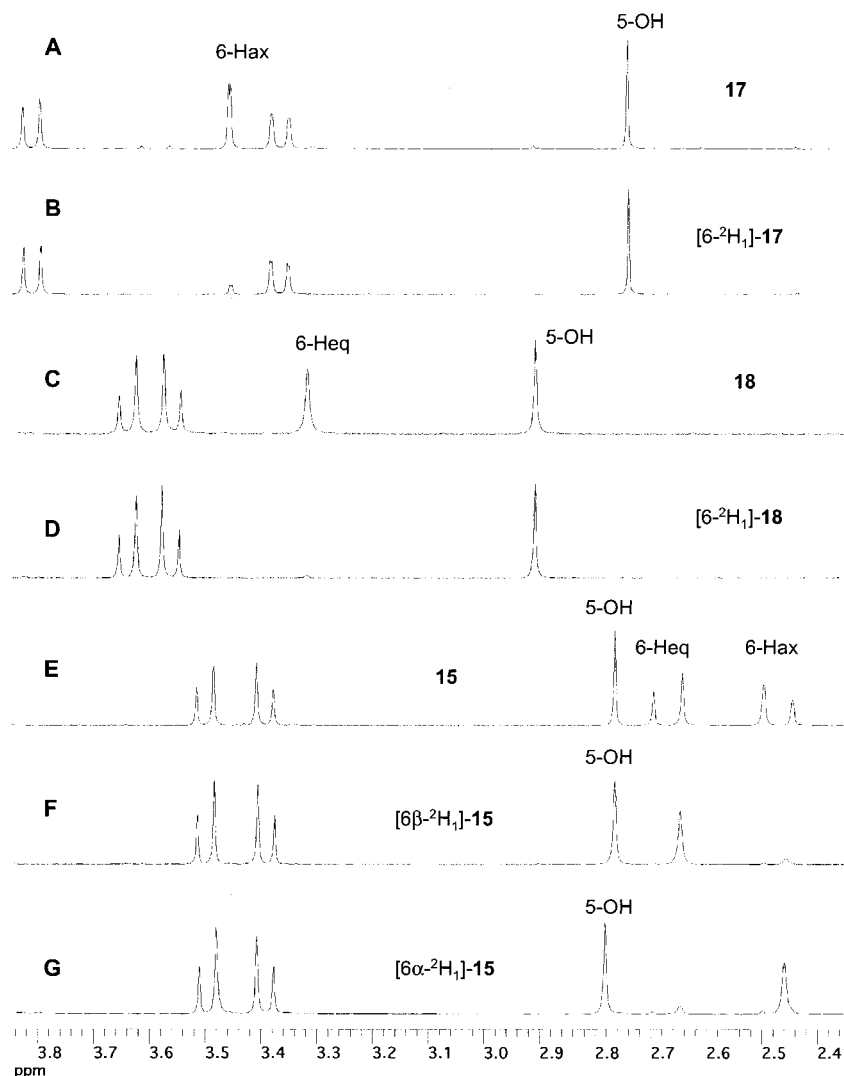 A
6-Hax
5-OH
17
B
[6-²H₁]-17
C
6-Heq
5-OH
18
D
[6-²H₁]-18
E
15
5-OH
6-Heq
6-Hax
F
[6β-²H₁]-15
5-OH
G
[6α-²H₁]-15
5-OH
3.8 3.7 3.6 3.5 3.4 3.3 3.2 3.1 3.0 2.9 2.8 2.7 2.6 2.5 2.4
ppm